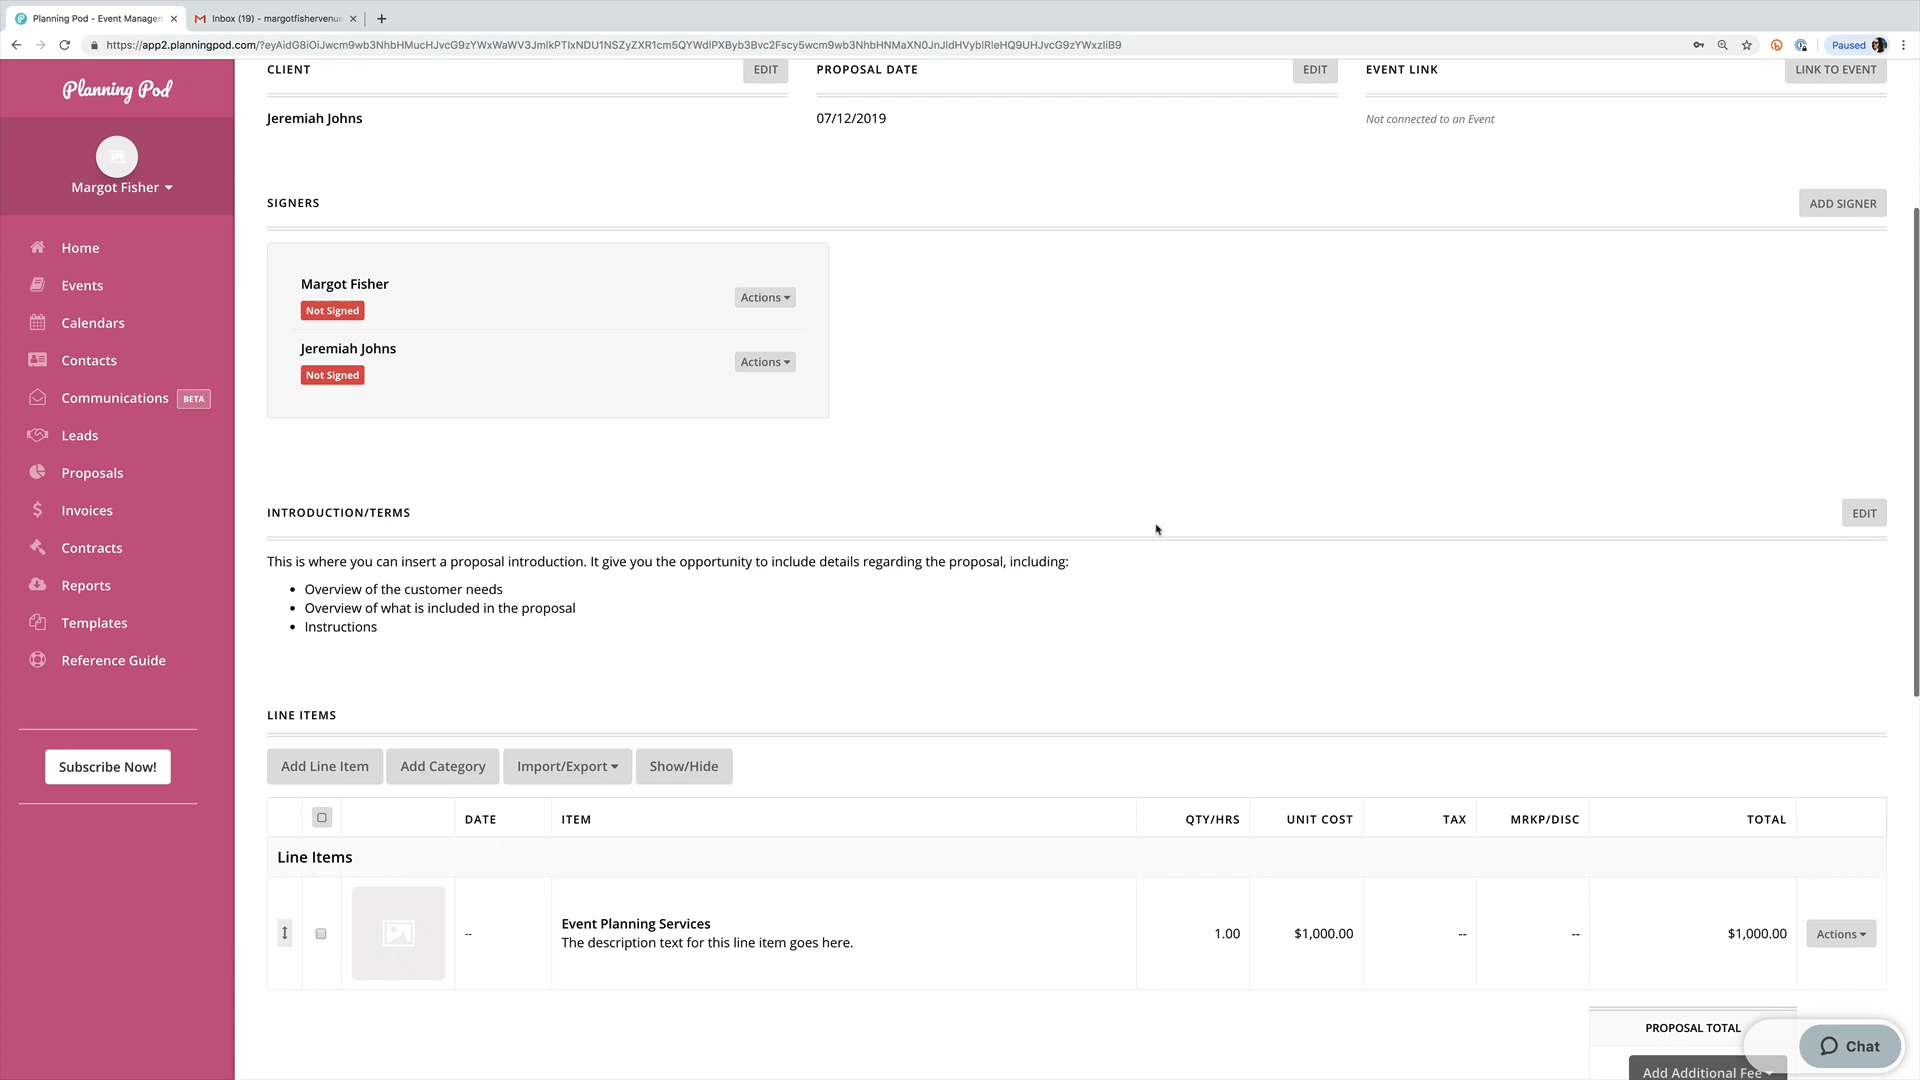 Planning Pod - Event Managem
Inbox (19) - margotfishervenue
Paused
Planning Pod
Margot Fisher
Home
Events
Calendars
Contacts
Communications BETA
Leads
Proposals
Invoices
Contracts
Reports
Templates
Reference Guide
Subscribe Now!
CLIENT EDIT PROPOSAL DATE EDIT EVENT LINK LINK TO EVENT
Jeremiah Johns 07/12/2019 Not connected to an Event
SIGNERS ADD SIGNER
Margot Fisher
Not Signed
Actions
Jeremiah Johns
Not Signed
Actions
INTRODUCTION/TERMS EDIT
This is where you can insert a proposal introduction. It give you the opportunity to include details regarding the proposal, including:
• Overview of the customer needs
• Overview of what is included in the proposal
• Instructions
LINE ITEMS
Add Line Item Add Category Import/Export Show/Hide
DATE ITEM QTY/HRS UNIT COST TAX MRKP/DISC TOTAL
Line Items
Event Planning Services
-- The description text for this line item goes here. 1.00 $1,000.00 -- -- $1,000.00 Actions
PROPOSAL TOTAL
Chat
Add Additional Fee